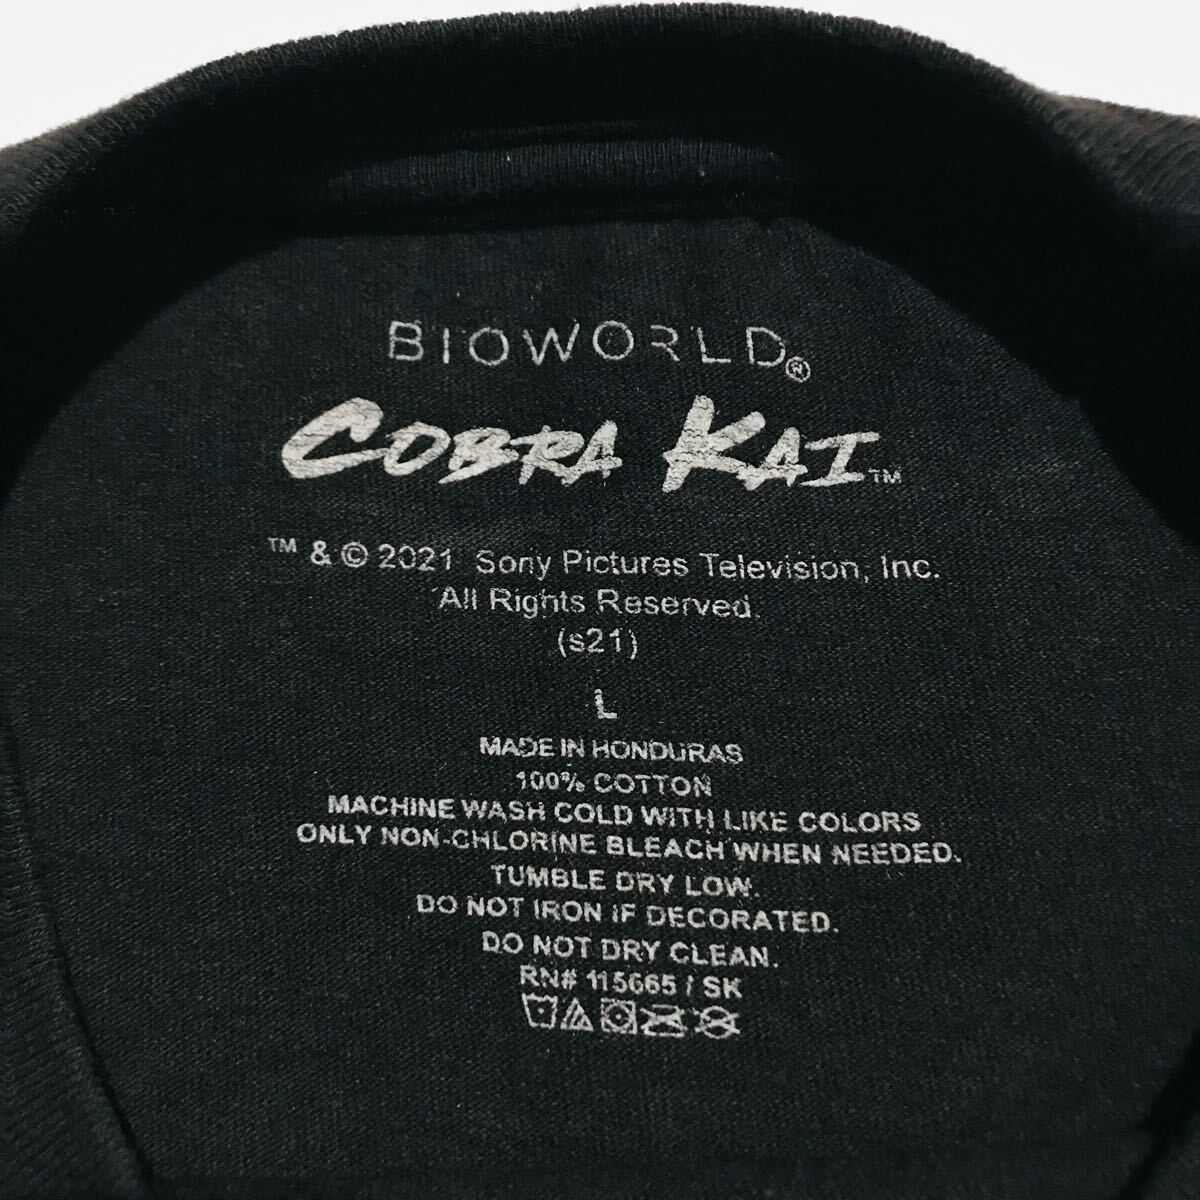 BIOWORLD®
COBRA KAI™
™ & © 2021 Sony Pictures Television, Inc.
All Rights Reserved.
(s21)
L
MADE IN HONDURAS
100% COTTON
MACHINE WASH COLD WITH LIKE COLORS
ONLY NON-CHLORINE BLEACH WHEN NEEDED.
TUMBLE DRY LOW.
DO NOT IRON IF DECORATED.
DO NOT DRY CLEAN.
RN# 115665 / SK